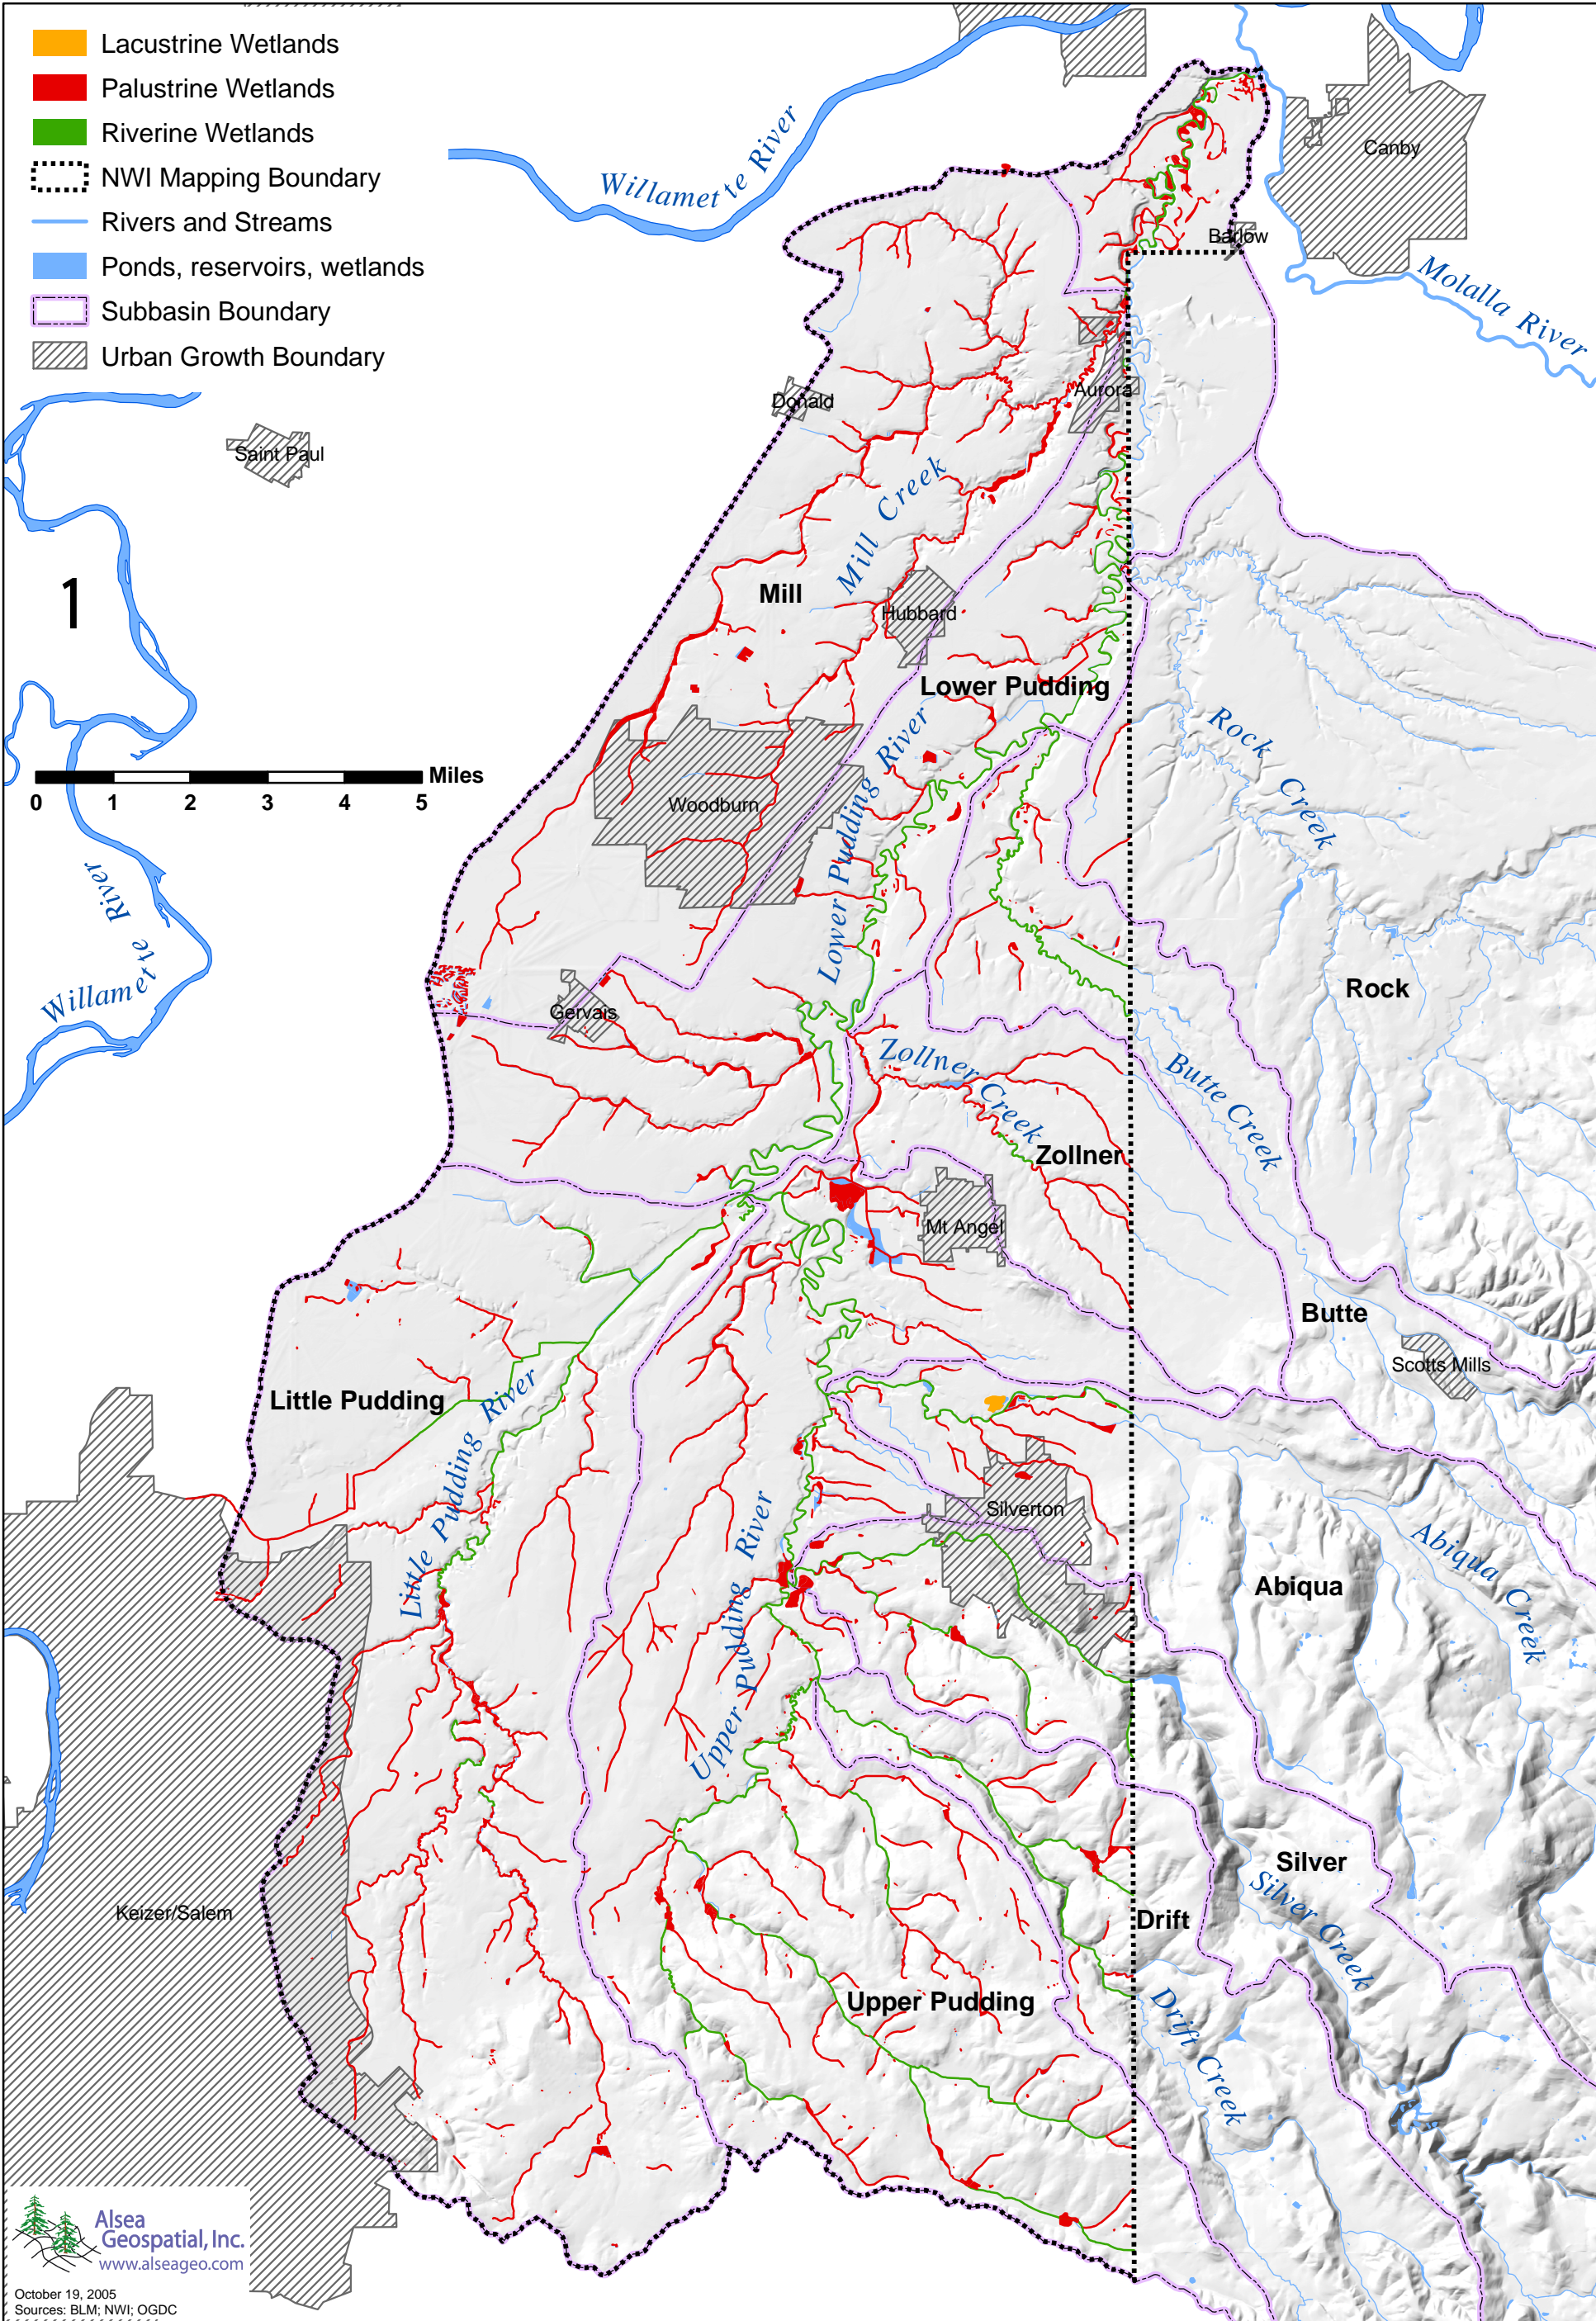 Lacustrine Wetlands
Palustrine Wetlands
Riverine Wetlands
NWI Mapping Boundary
Rivers and Streams
Ponds, reservoirs, wetlands
Subbasin Boundary
Urban Growth Boundary
Willamette River
Canby
Barlow
Molalla River
Donald
Aurora
Saint Paul
Mill Creek
1
Mill
Hubbard
Lower Pudding
Rock Creek
Miles
0 1 2 3 4 5
Woodburn
Lower Pudding River
Willamette River
Rock
Gervais
Zollner Creek
Butte Creek
Zollner
Mt Angel
Butte
Scotts Mills
Little Pudding
Little Pudding River
Silverton
Upper Pudding River
Abiqua
Abiqua Creek
Silver
Silver Creek
Keizer/Salem
Drift
Upper Pudding
Drift Creek
Alsea
Geospatial, Inc.
www.alseageo.com
October 19, 2005
Sources: BLM; NWI; OGDC